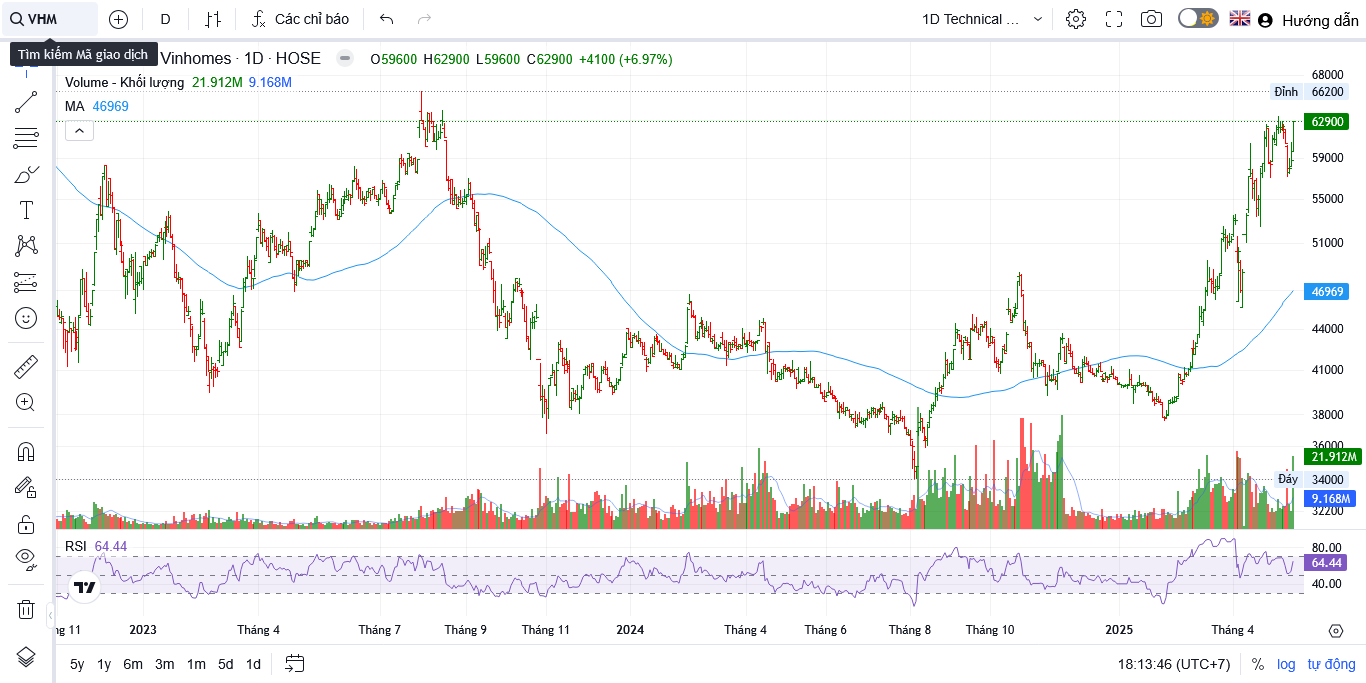 VHM
D
Các chỉ báo
1D Technical ...
Hướng dẫn
Tìm kiếm Mã giao dịch
Vinhomes · 1D · HOSE
O59600 H62900 L59600 C62900 +4100 (+6.97%)
Volume - Khối lượng 21.912M 9.168M
MA 46969
68000
Đỉnh 66200
62900
59000
55000
51000
46969
44000
41000
38000
36000
21.912M
Đáy 34000
9.168M
32200
RSI 64.44
80.00
64.44
40.00
ng 11 2023 Tháng 4 Tháng 7 Tháng 9 Tháng 11 2024 Tháng 4 Tháng 6 Tháng 8 Tháng 10 2025 Tháng 4
5y 1y 6m 3m 1m 5d 1d
18:13:46 (UTC+7) % log tự động